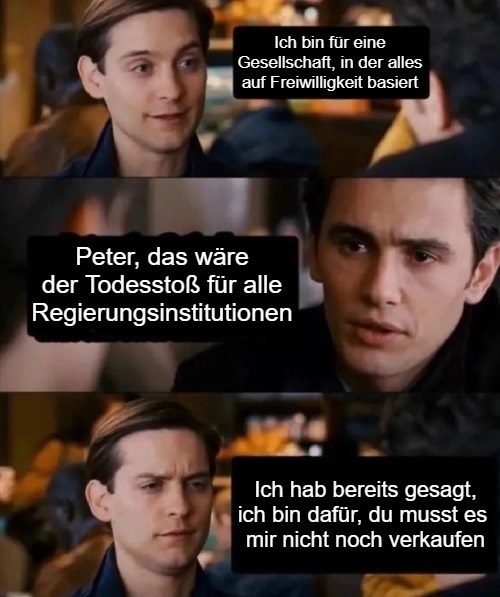 Ich bin für eine
Gesellschaft, in der alles
auf Freiwilligkeit basiert
Peter, das wäre
der Todesstoß für alle
Regierungsinstitutionen
Ich hab bereits gesagt,
ich bin dafür, du musst es
mir nicht noch verkaufen